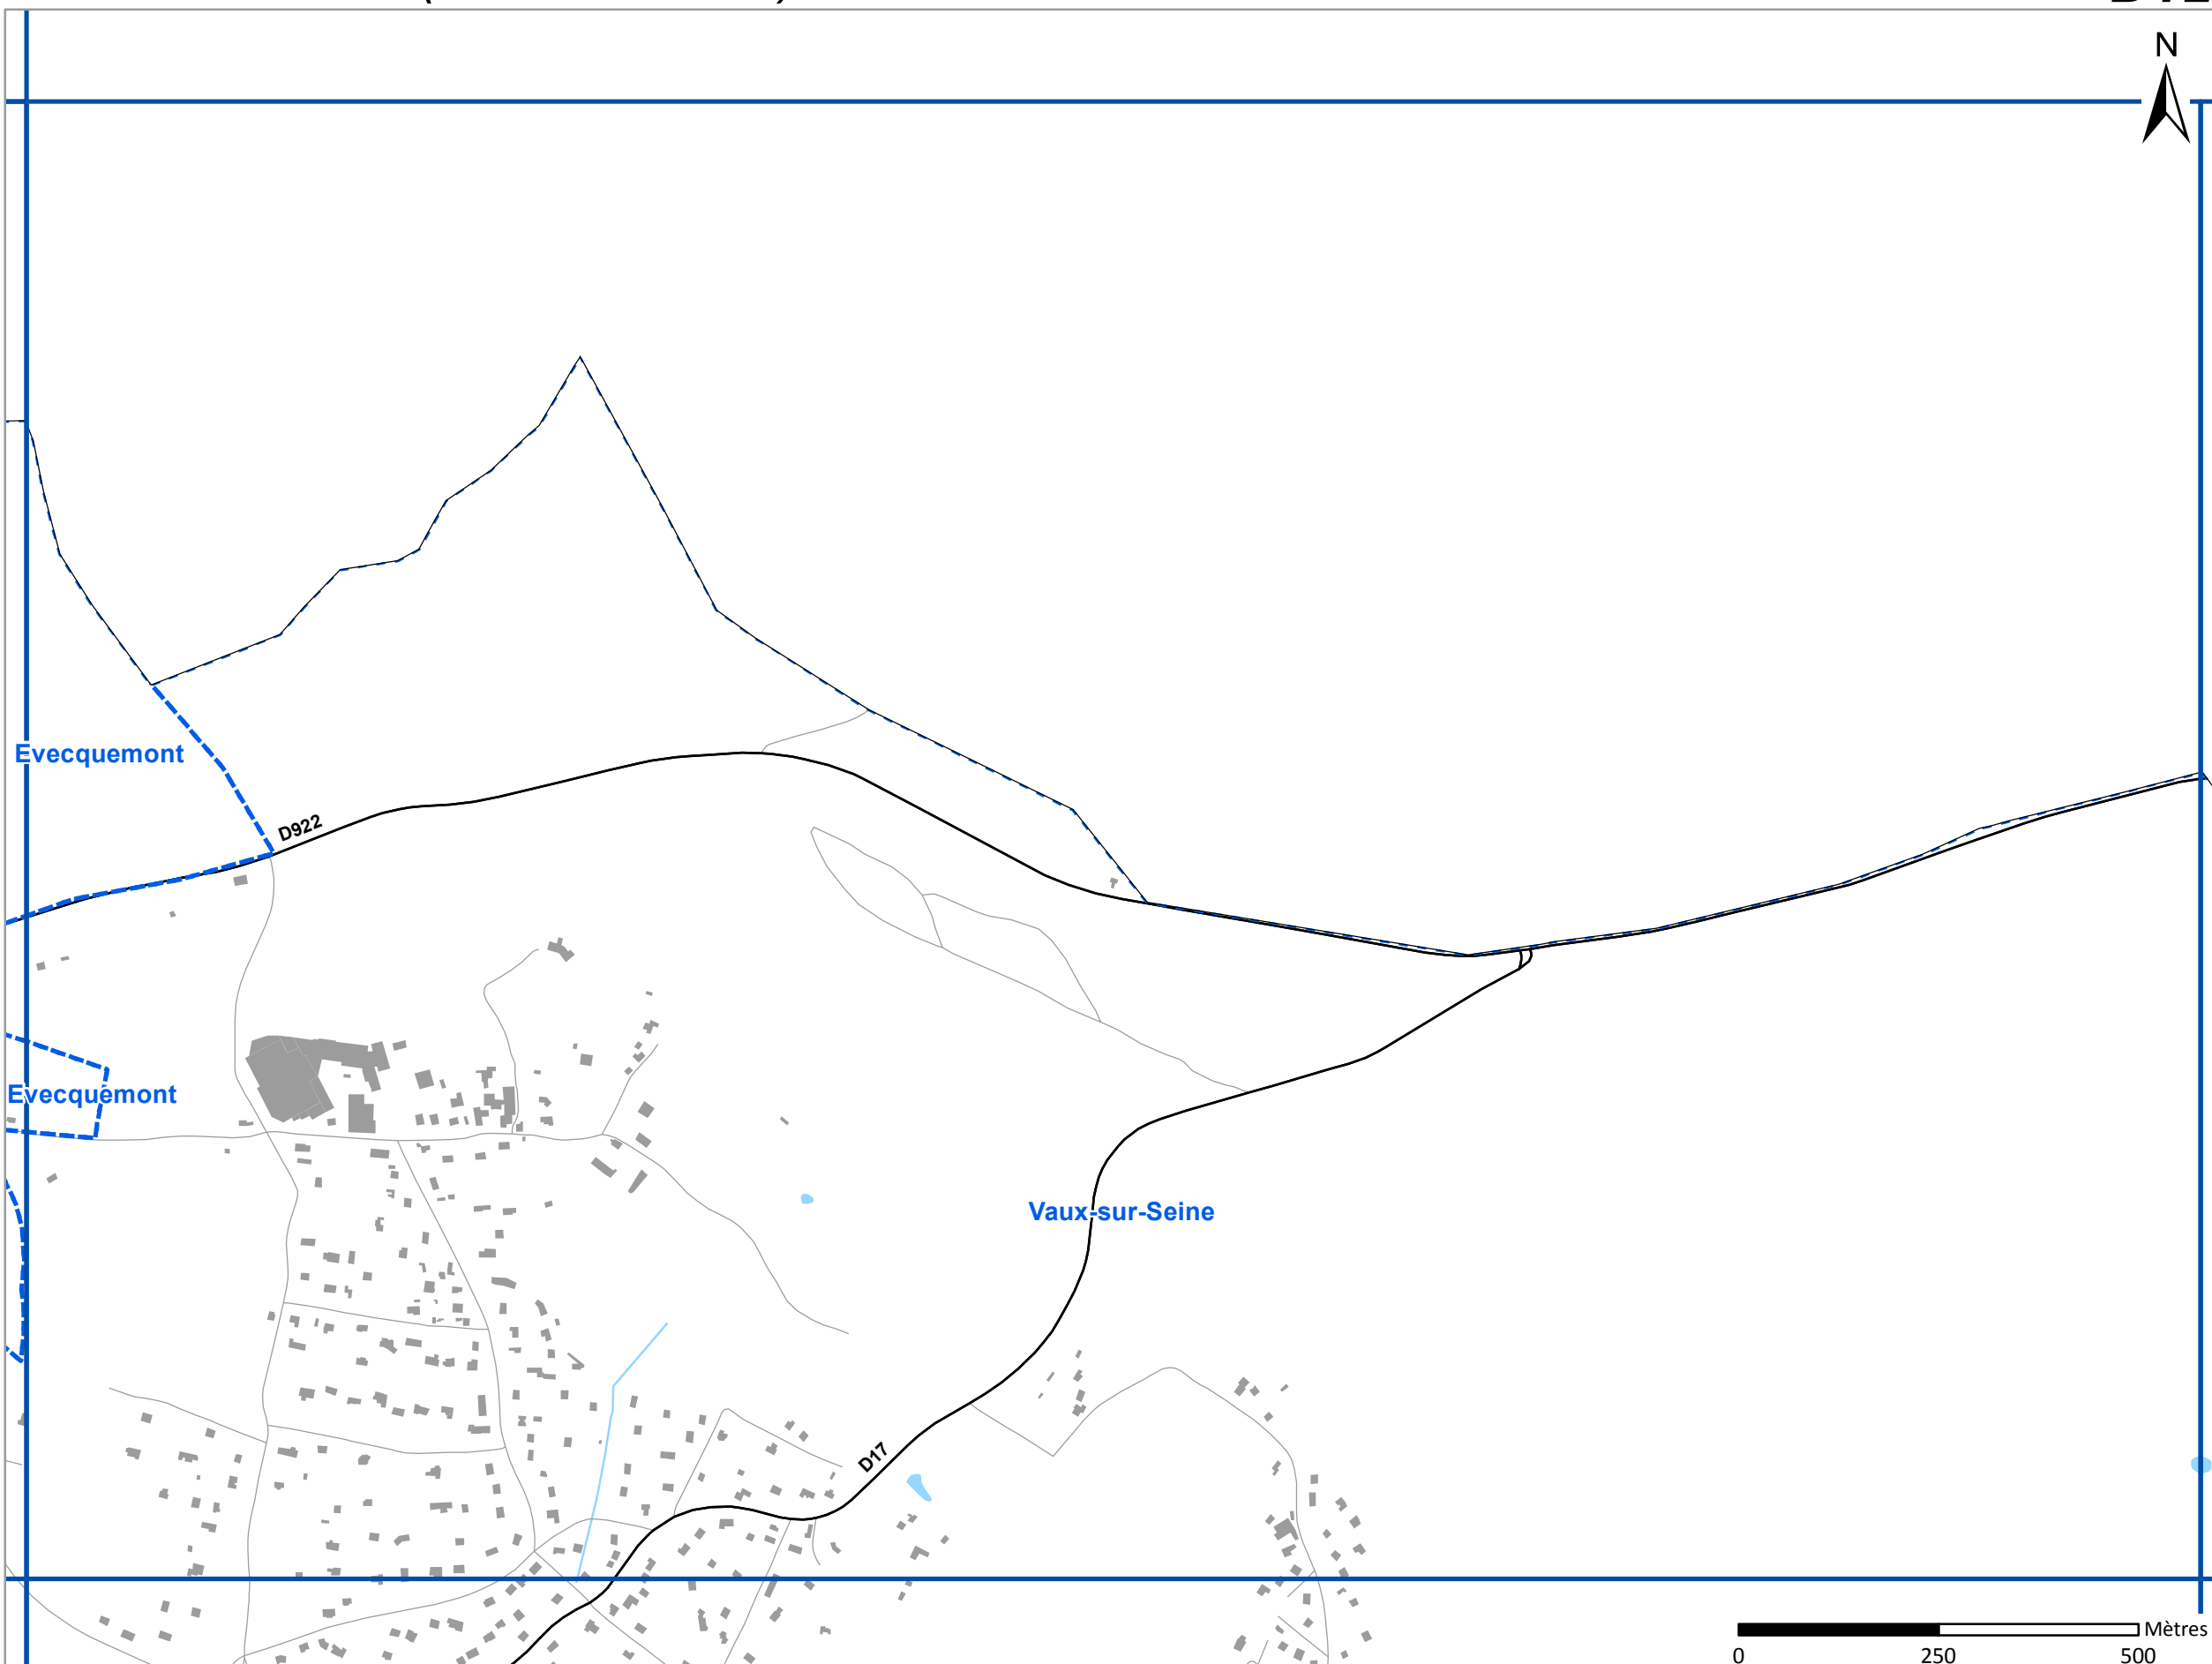 N
Evecquemont
D922
Evecquemont
Vaux-sur-Seine
D17
Mètres
0 250 500